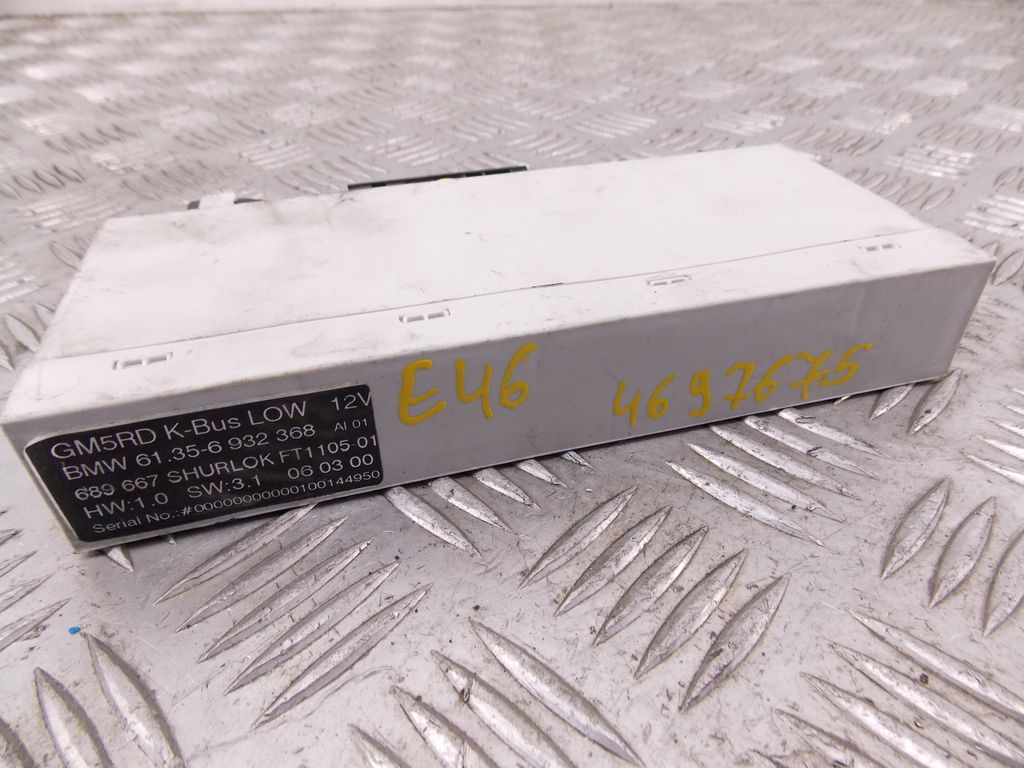 GM5RD K-Bus LOW 12V
BMW 61.35-6 932 368 AI 01
689 667 SHURLOK FT1105-01
HW:1.0 SW:3.1 06 03 00
Serial No.:#00000000000100144950
E46
4697675